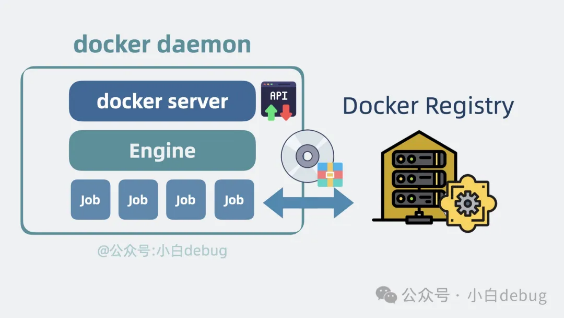 docker daemon
docker server
API
Docker Registry
Engine
Job Job Job Job
@公众号:小白debug
公众号 · 小白debug